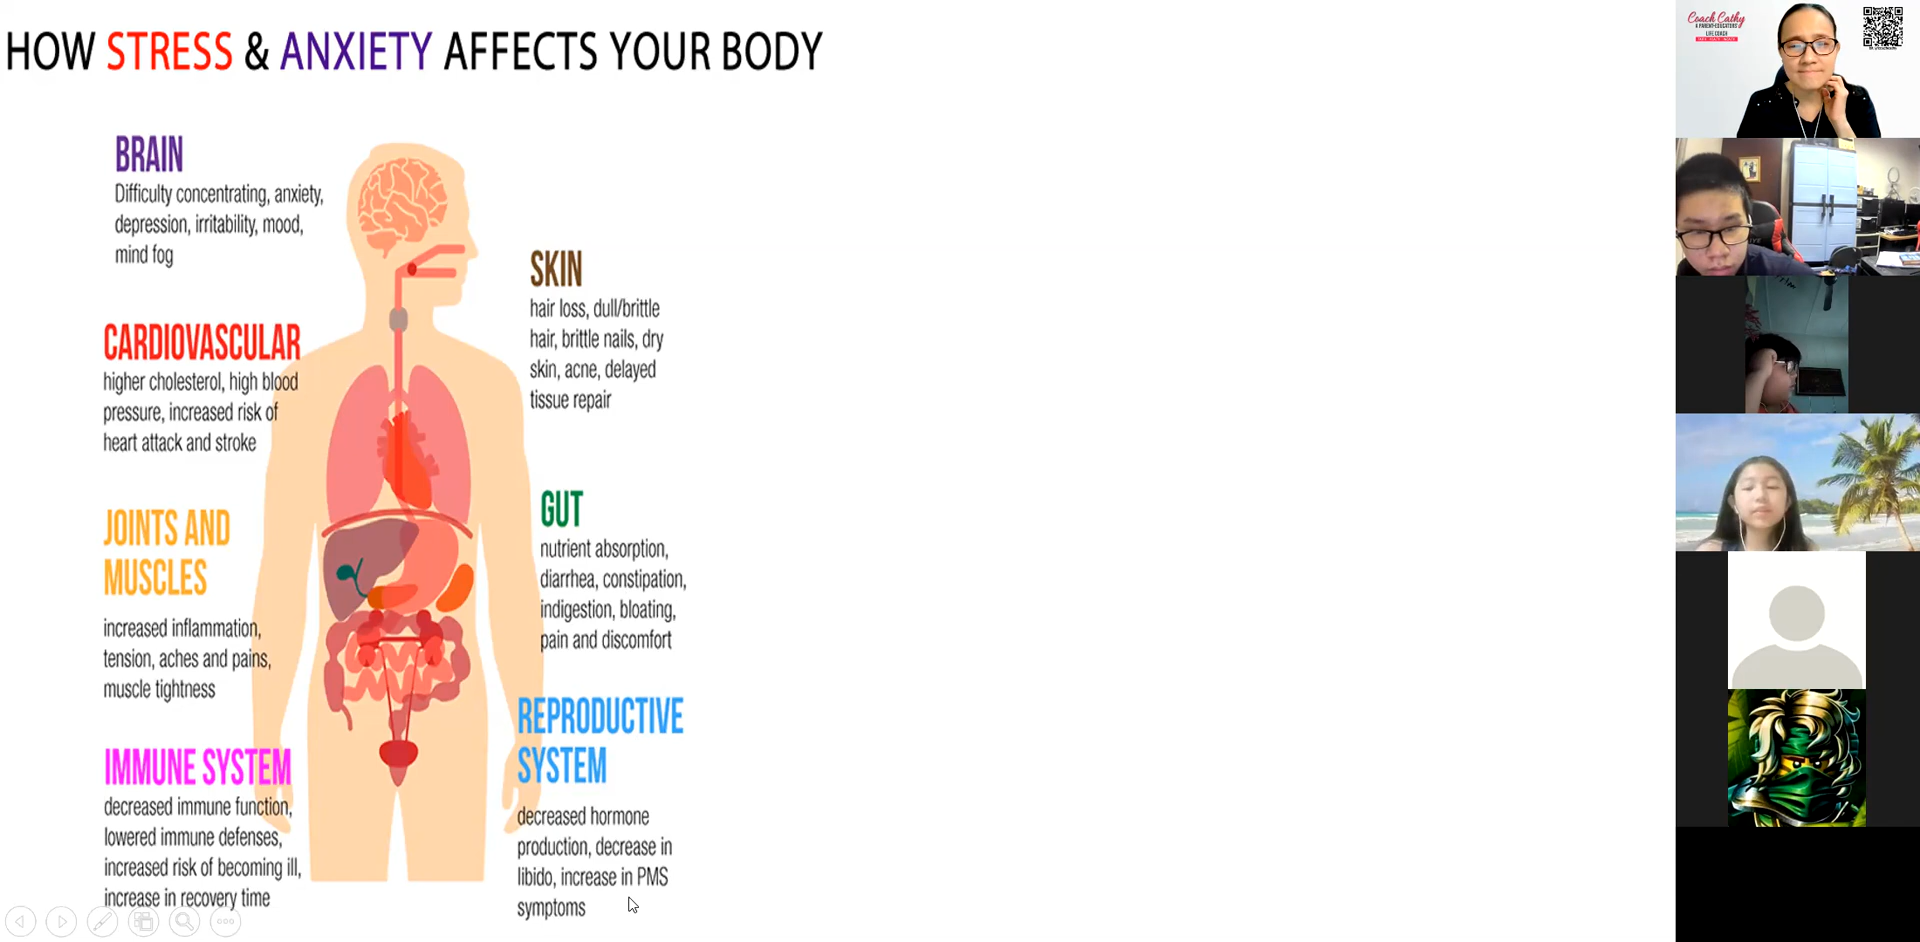 HOW STRESS & ANXIETY AFFECTS YOUR BODY
BRAIN
Difficulty concentrating, anxiety,
depression, irritability, mood,
mind fog
CARDIOVASCULAR
higher cholesterol, high blood
pressure, increased risk of
heart attack and stroke
JOINTS AND
MUSCLES
increased inflammation,
tension, aches and pains,
muscle tightness
IMMUNE SYSTEM
decreased immune function,
lowered immune defenses,
increased risk of becoming ill,
increase in recovery time
SKIN
hair loss, dull/brittle
hair, brittle nails, dry
skin, acne, delayed
tissue repair
GUT
nutrient absorption,
diarrhea, constipation,
indigestion, bloating,
pain and discomfort
REPRODUCTIVE
SYSTEM
decreased hormone
production, decrease in
libido, increase in PMS
symptoms
Coach Cathy
A PARENT-EDUCATORS'
LIFE COACH